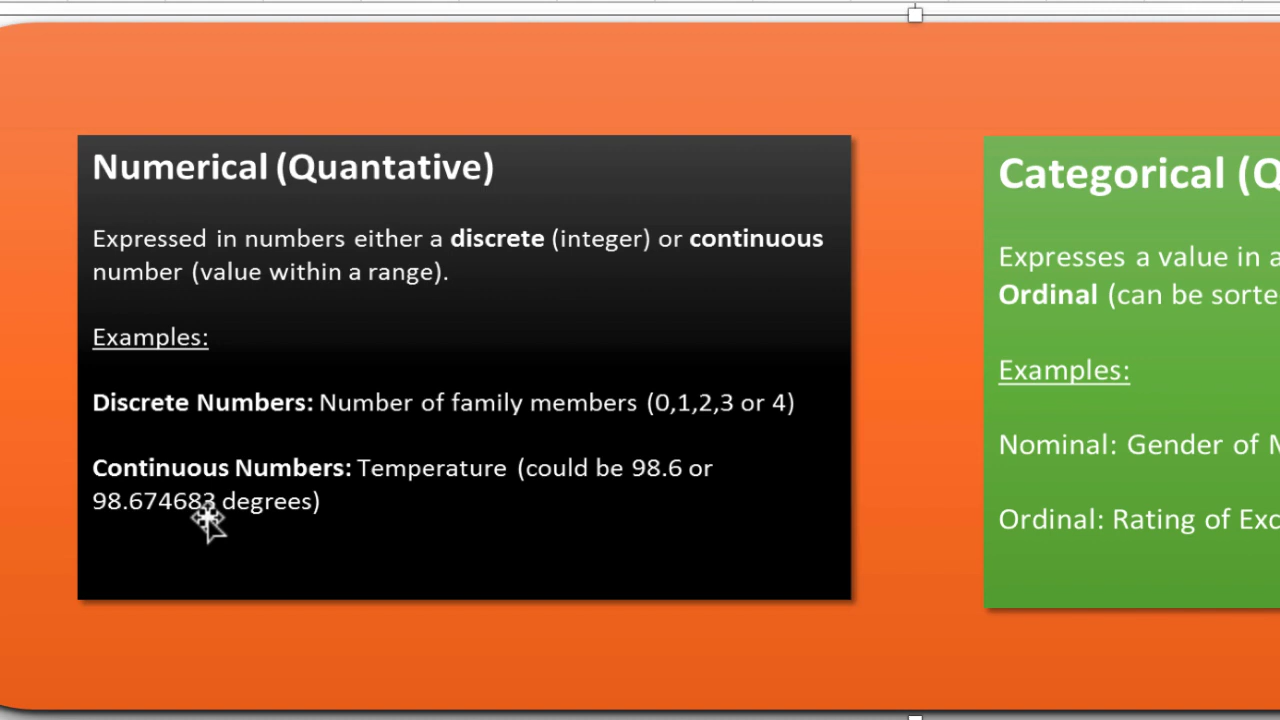 Numerical (Quantative)
Expressed in numbers either a discrete (integer) or continuous
number (value within a range).
Examples:
Discrete Numbers: Number of family members (0,1,2,3 or 4)
Continuous Numbers: Temperature (could be 98.6 or
98.674683 degrees)
Categorical (Q
Expresses a value in a
Ordinal (can be sorte
Examples:
Nominal: Gender of M
Ordinal: Rating of Exc